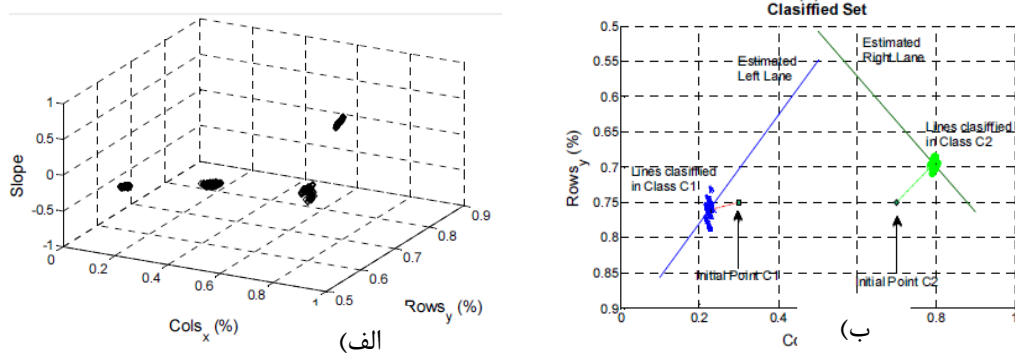 1
0.5
0
-0.5
-1
Slope
0
0.2
0.4
0.6
0.8
1
Cols_x (%)
0.5
0.6
0.7
0.8
0.9
Rows_y (%)
الف)
Clasiffied Set
0.5
0.55
0.6
0.65
0.7
0.75
0.8
0.85
0.9
Rows_y (%)
Estimated
Left Lane
Estimated
Right Lane
Lines clasiffied
in Class C1
Lines clasiffied
in Class C2
Initial Point C1
Initial Point C2
0
0.2
0.8
1
ب)